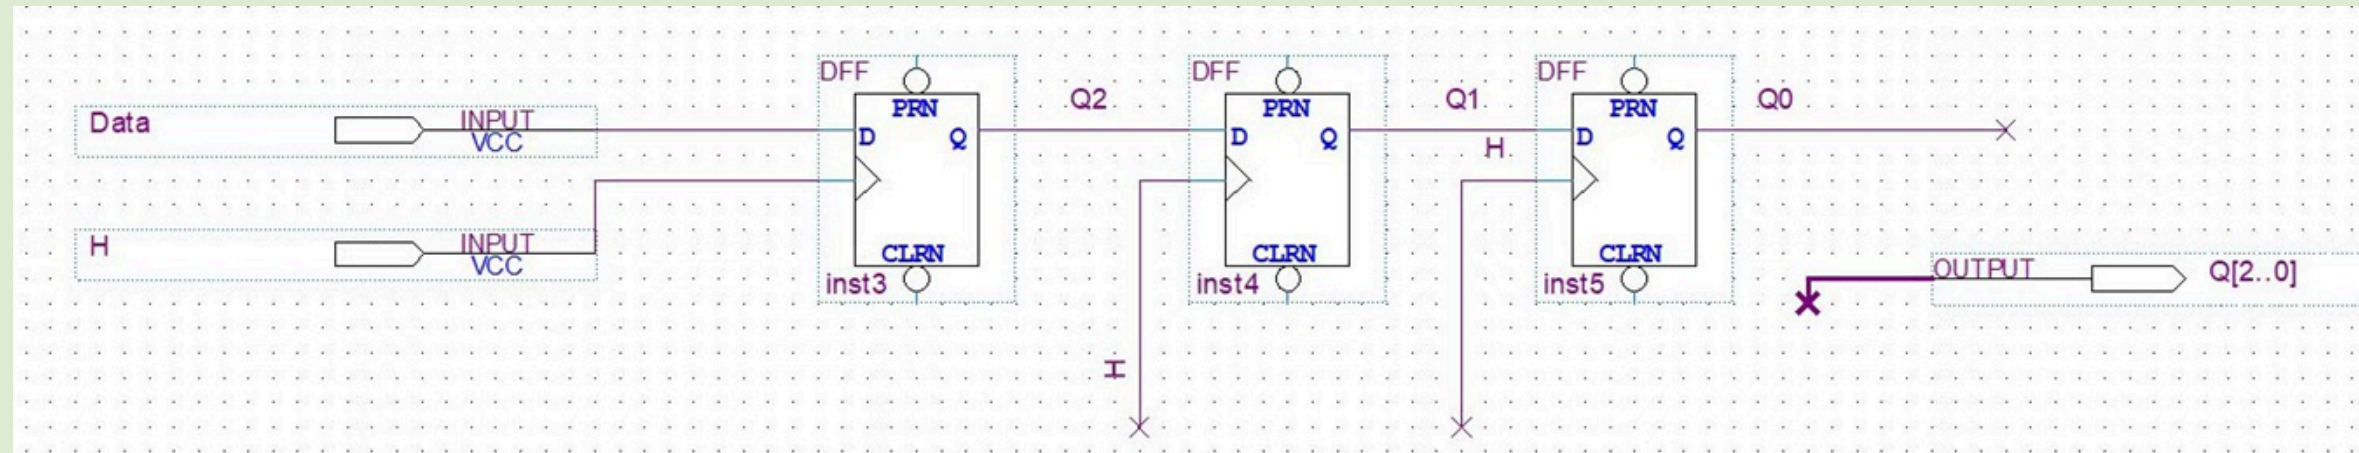 Data
INPUT
VCC
H
INPUT
VCC
DFF
PRN
D Q
CLRN
inst3
Q2
H
DFF
PRN
D Q
CLRN
inst4
Q1
H
DFF
PRN
D Q
CLRN
inst5
Q0
OUTPUT Q[2..0]